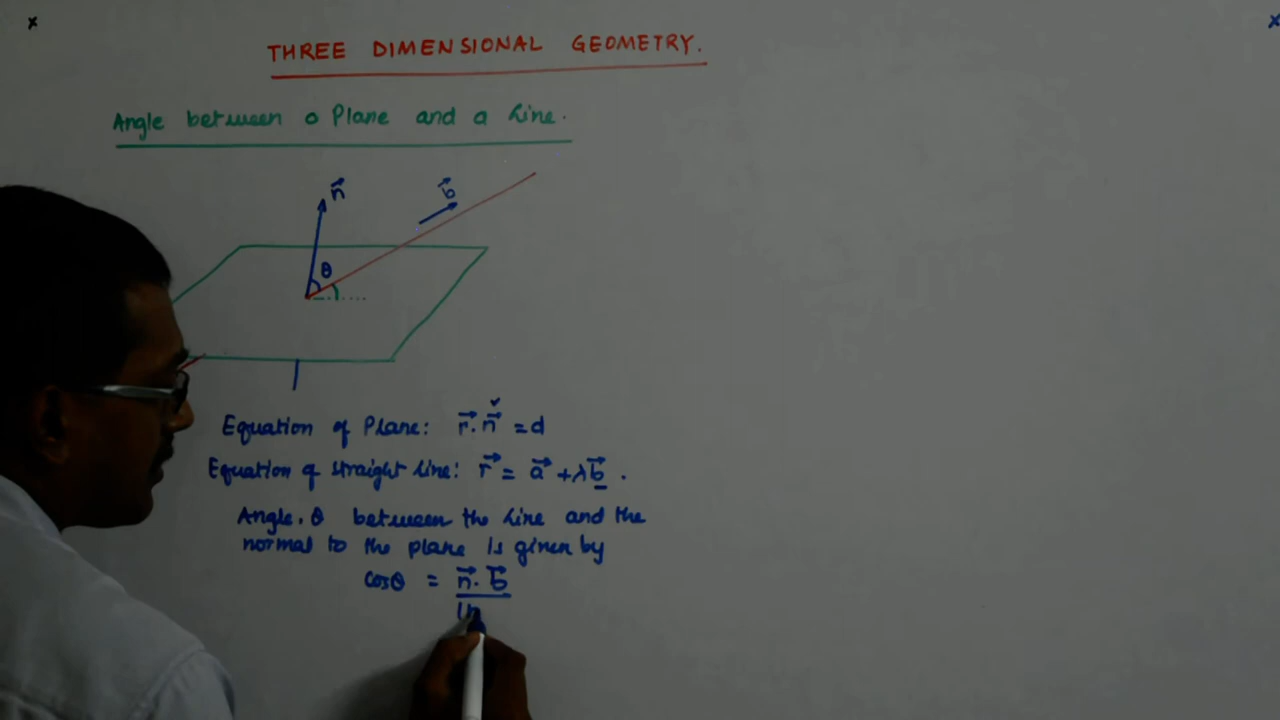 x
x
THREE DIMENSIONAL GEOMETRY.
Angle between a Plane and a Line.
n⃗
b⃗
θ
Equation of Plane: r⃗.n⃗ = d
Equation of straight Line: r⃗ = a⃗ + λb⃗ .
Angle. θ between the Line and the
normal to the plane is given by
cosθ = n⃗. b⃗